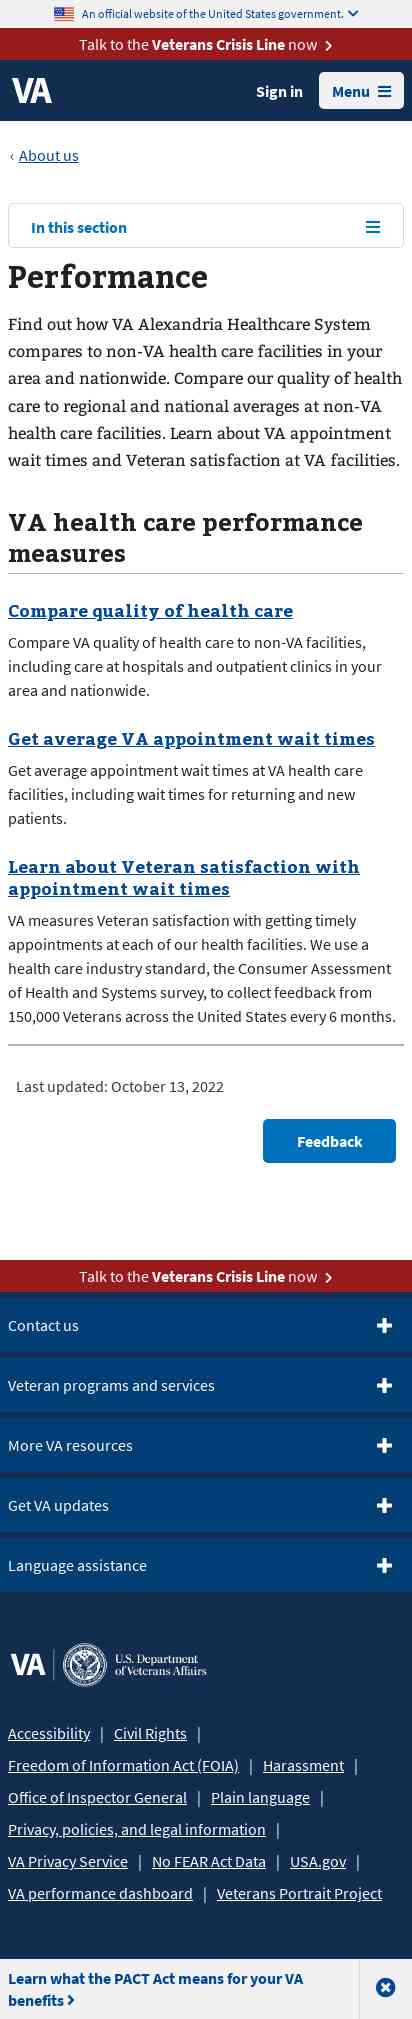 An official website of the United States government.
Talk to the Veterans Crisis Line now
VA
Sign in
Menu
‹ About us
In this section
Performance
Find out how VA Alexandria Healthcare System
compares to non-VA health care facilities in your
area and nationwide. Compare our quality of health
care to regional and national averages at non-VA
health care facilities. Learn about VA appointment
wait times and Veteran satisfaction at VA facilities.
VA health care performance
measures
Compare quality of health care
Compare VA quality of health care to non-VA facilities,
including care at hospitals and outpatient clinics in your
area and nationwide.
Get average VA appointment wait times
Get average appointment wait times at VA health care
facilities, including wait times for returning and new
patients.
Learn about Veteran satisfaction with
appointment wait times
VA measures Veteran satisfaction with getting timely
appointments at each of our health facilities. We use a
health care industry standard, the Consumer Assessment
of Health and Systems survey, to collect feedback from
150,000 Veterans across the United States every 6 months.
Last updated: October 13, 2022
Feedback
Talk to the Veterans Crisis Line now
Contact us
Veteran programs and services
More VA resources
Get VA updates
Language assistance
VA
U.S. Department
of Veterans Affairs
Accessibility | Civil Rights |
Freedom of Information Act (FOIA) | Harassment |
Office of Inspector General | Plain language |
Privacy, policies, and legal information |
VA Privacy Service | No FEAR Act Data | USA.gov |
VA performance dashboard | Veterans Portrait Project
Learn what the PACT Act means for your VA
benefits